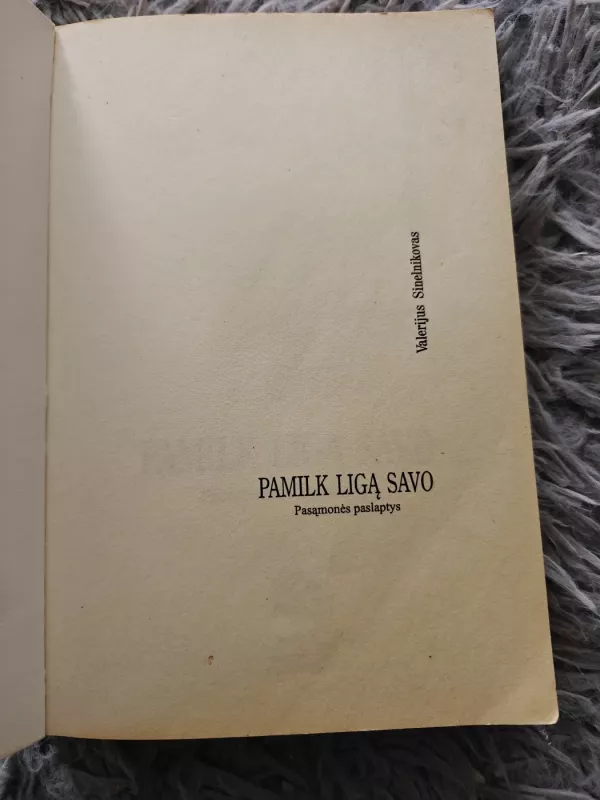 Valerijus Sinelnikovas
PAMILK LIGĄ SAVO
Pasąmonės paslaptys